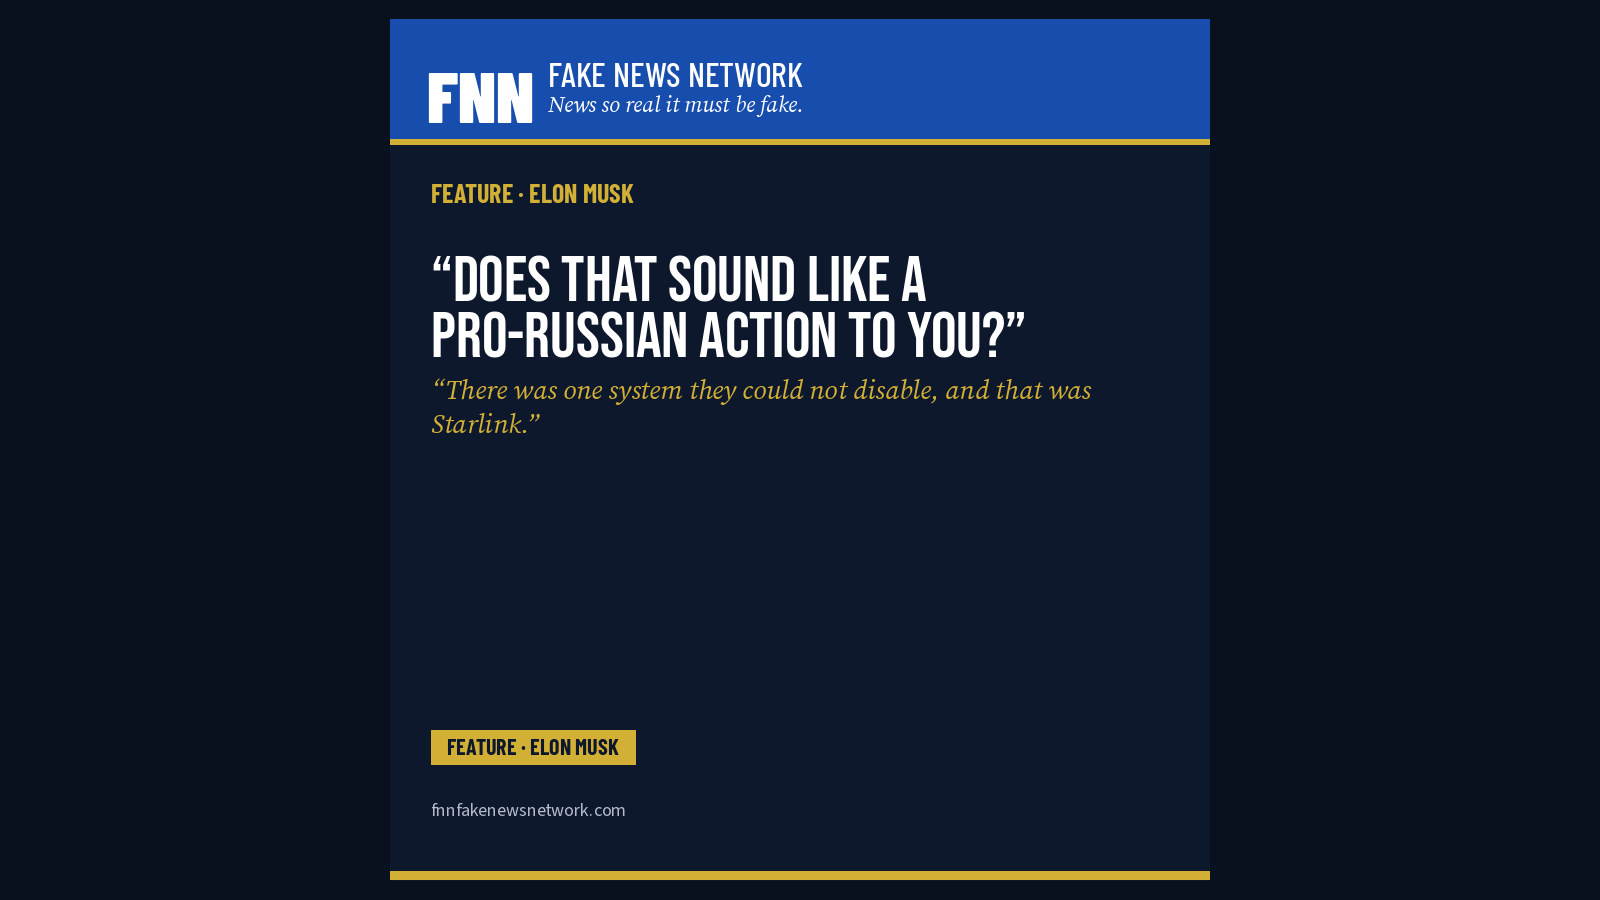 FNN
FAKE NEWS NETWORK
News so real it must be fake.
FEATURE · ELON MUSK
“DOES THAT SOUND LIKE A
PRO-RUSSIAN ACTION TO YOU?”
“There was one system they could not disable, and that was
Starlink.”
FEATURE · ELON MUSK
fnnfakenewsnetwork.com